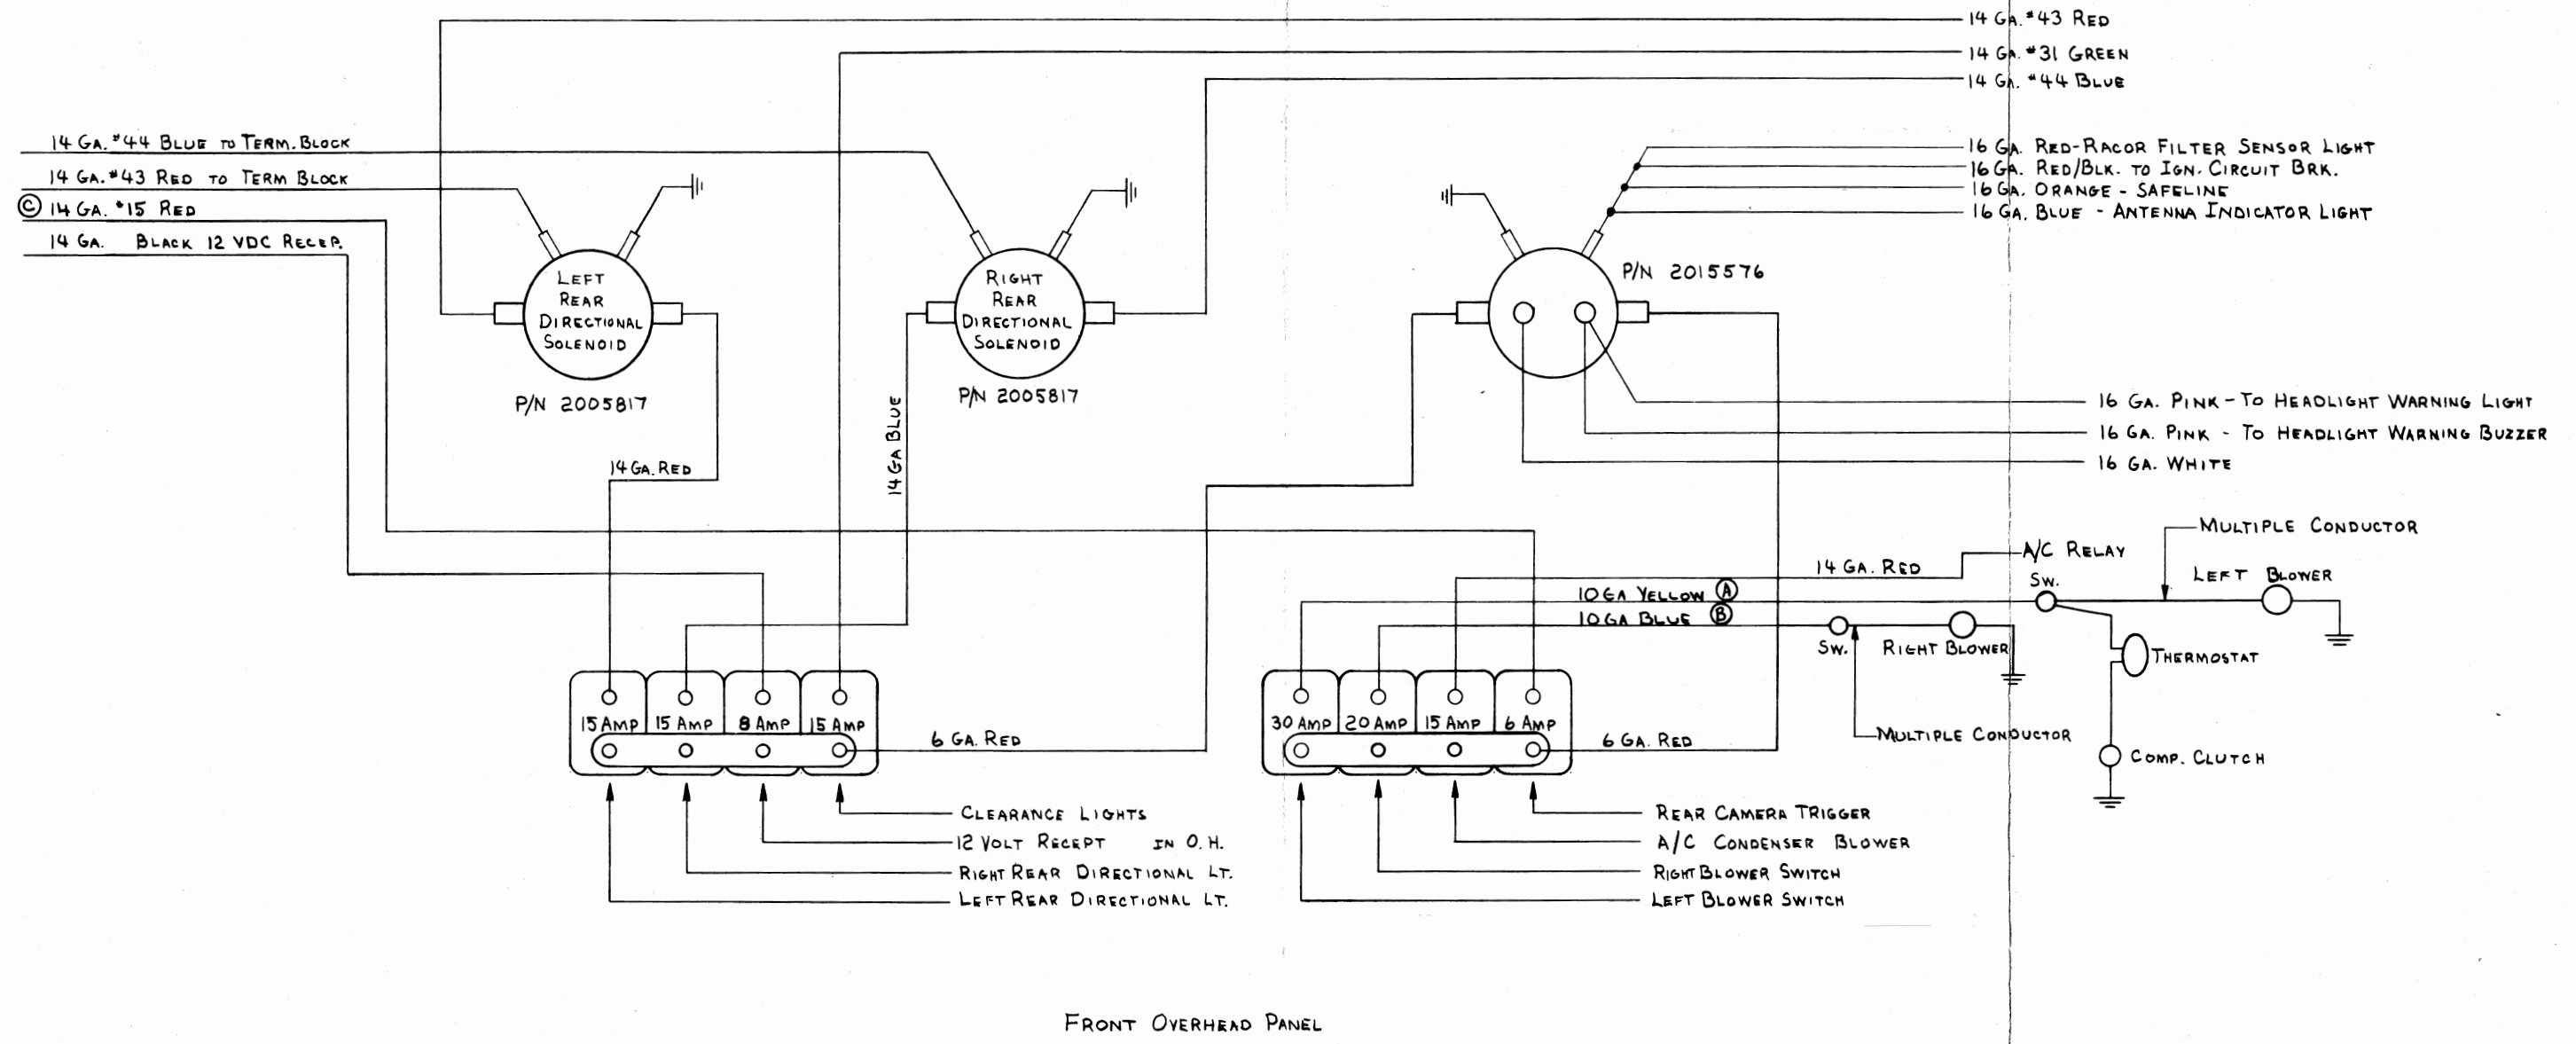 14 GA. #43 RED
14 GA. #31 GREEN
14 GA. #44 BLUE
14 GA. #44 BLUE TO TERM. BLOCK
14 GA. #43 RED TO TERM BLOCK
Ⓒ 14 GA. #15 RED
14 GA. BLACK 12 VDC RECEP.
16 GA. RED-RACOR FILTER SENSOR LIGHT
16 GA. RED/BLK. TO IGN. CIRCUIT BRK.
16 GA. ORANGE - SAFELINE
16 GA. BLUE - ANTENNA INDICATOR LIGHT
LEFT
REAR
DIRECTIONAL
SOLENOID
P/N 2005817
RIGHT
REAR
DIRECTIONAL
SOLENOID
P/N 2005817
P/N 2015576
16 GA. PINK - TO HEADLIGHT WARNING LIGHT
16 GA. PINK - TO HEADLIGHT WARNING BUZZER
16 GA. WHITE
14 GA. RED
14 GA BLUE
MULTIPLE CONDUCTOR
A/C RELAY
14 GA. RED
SW.
LEFT BLOWER
10 GA YELLOW Ⓐ
10 GA BLUE Ⓑ
SW.
RIGHT BLOWER
THERMOSTAT
MULTIPLE CONDUCTOR
COMP. CLUTCH
15 AMP
15 AMP
8 AMP
15 AMP
6 GA. RED
30 AMP
20 AMP
15 AMP
6 AMP
6 GA. RED
CLEARANCE LIGHTS
12 VOLT RECEPT IN O.H.
RIGHT REAR DIRECTIONAL LT.
LEFT REAR DIRECTIONAL LT.
REAR CAMERA TRIGGER
A/C CONDENSER BLOWER
RIGHT BLOWER SWITCH
LEFT BLOWER SWITCH
FRONT OVERHEAD PANEL